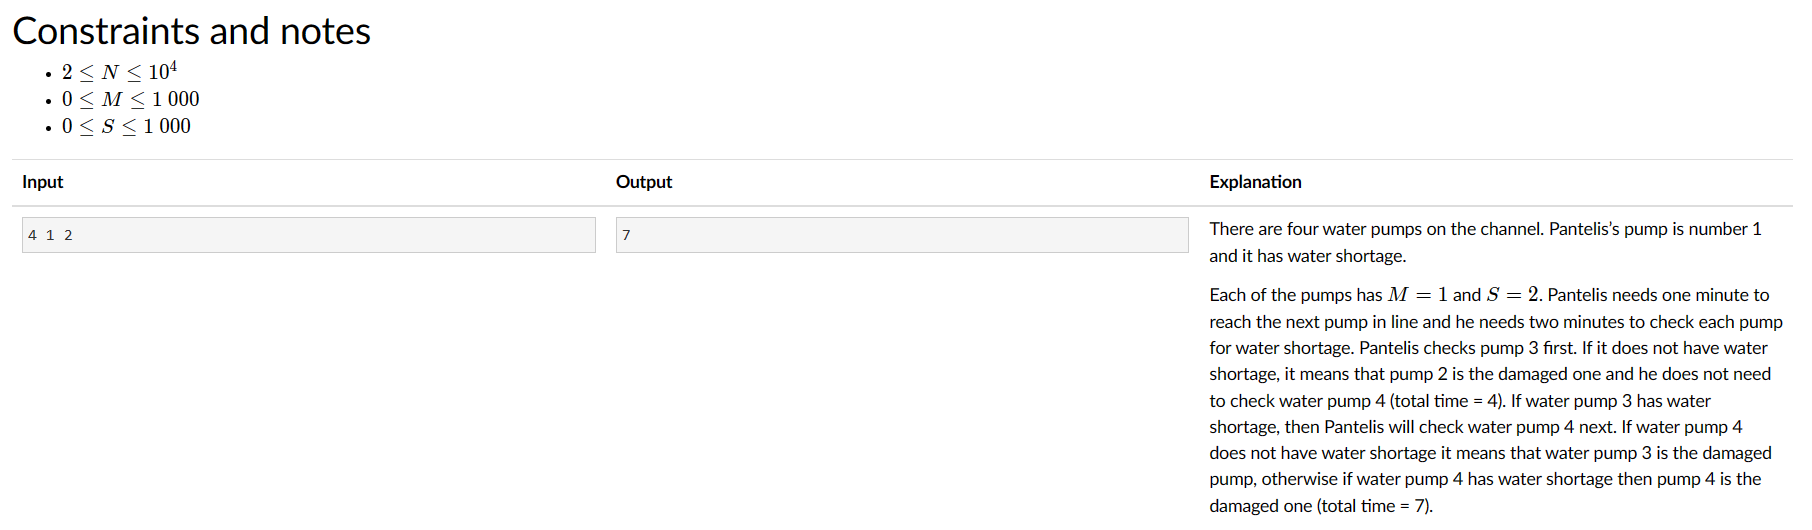 Constraints and notes
• 2 ≤ N ≤ 10⁴
• 0 ≤ M ≤ 1 000
• 0 ≤ S ≤ 1 000
Input Output Explanation
4 1 2
7
There are four water pumps on the channel. Pantelis's pump is number 1
and it has water shortage.
Each of the pumps has M = 1 and S = 2. Pantelis needs one minute to
reach the next pump in line and he needs two minutes to check each pump
for water shortage. Pantelis checks pump 3 first. If it does not have water
shortage, it means that pump 2 is the damaged one and he does not need
to check water pump 4 (total time = 4). If water pump 3 has water
shortage, then Pantelis will check water pump 4 next. If water pump 4
does not have water shortage it means that water pump 3 is the damaged
pump, otherwise if water pump 4 has water shortage then pump 4 is the
damaged one (total time = 7).